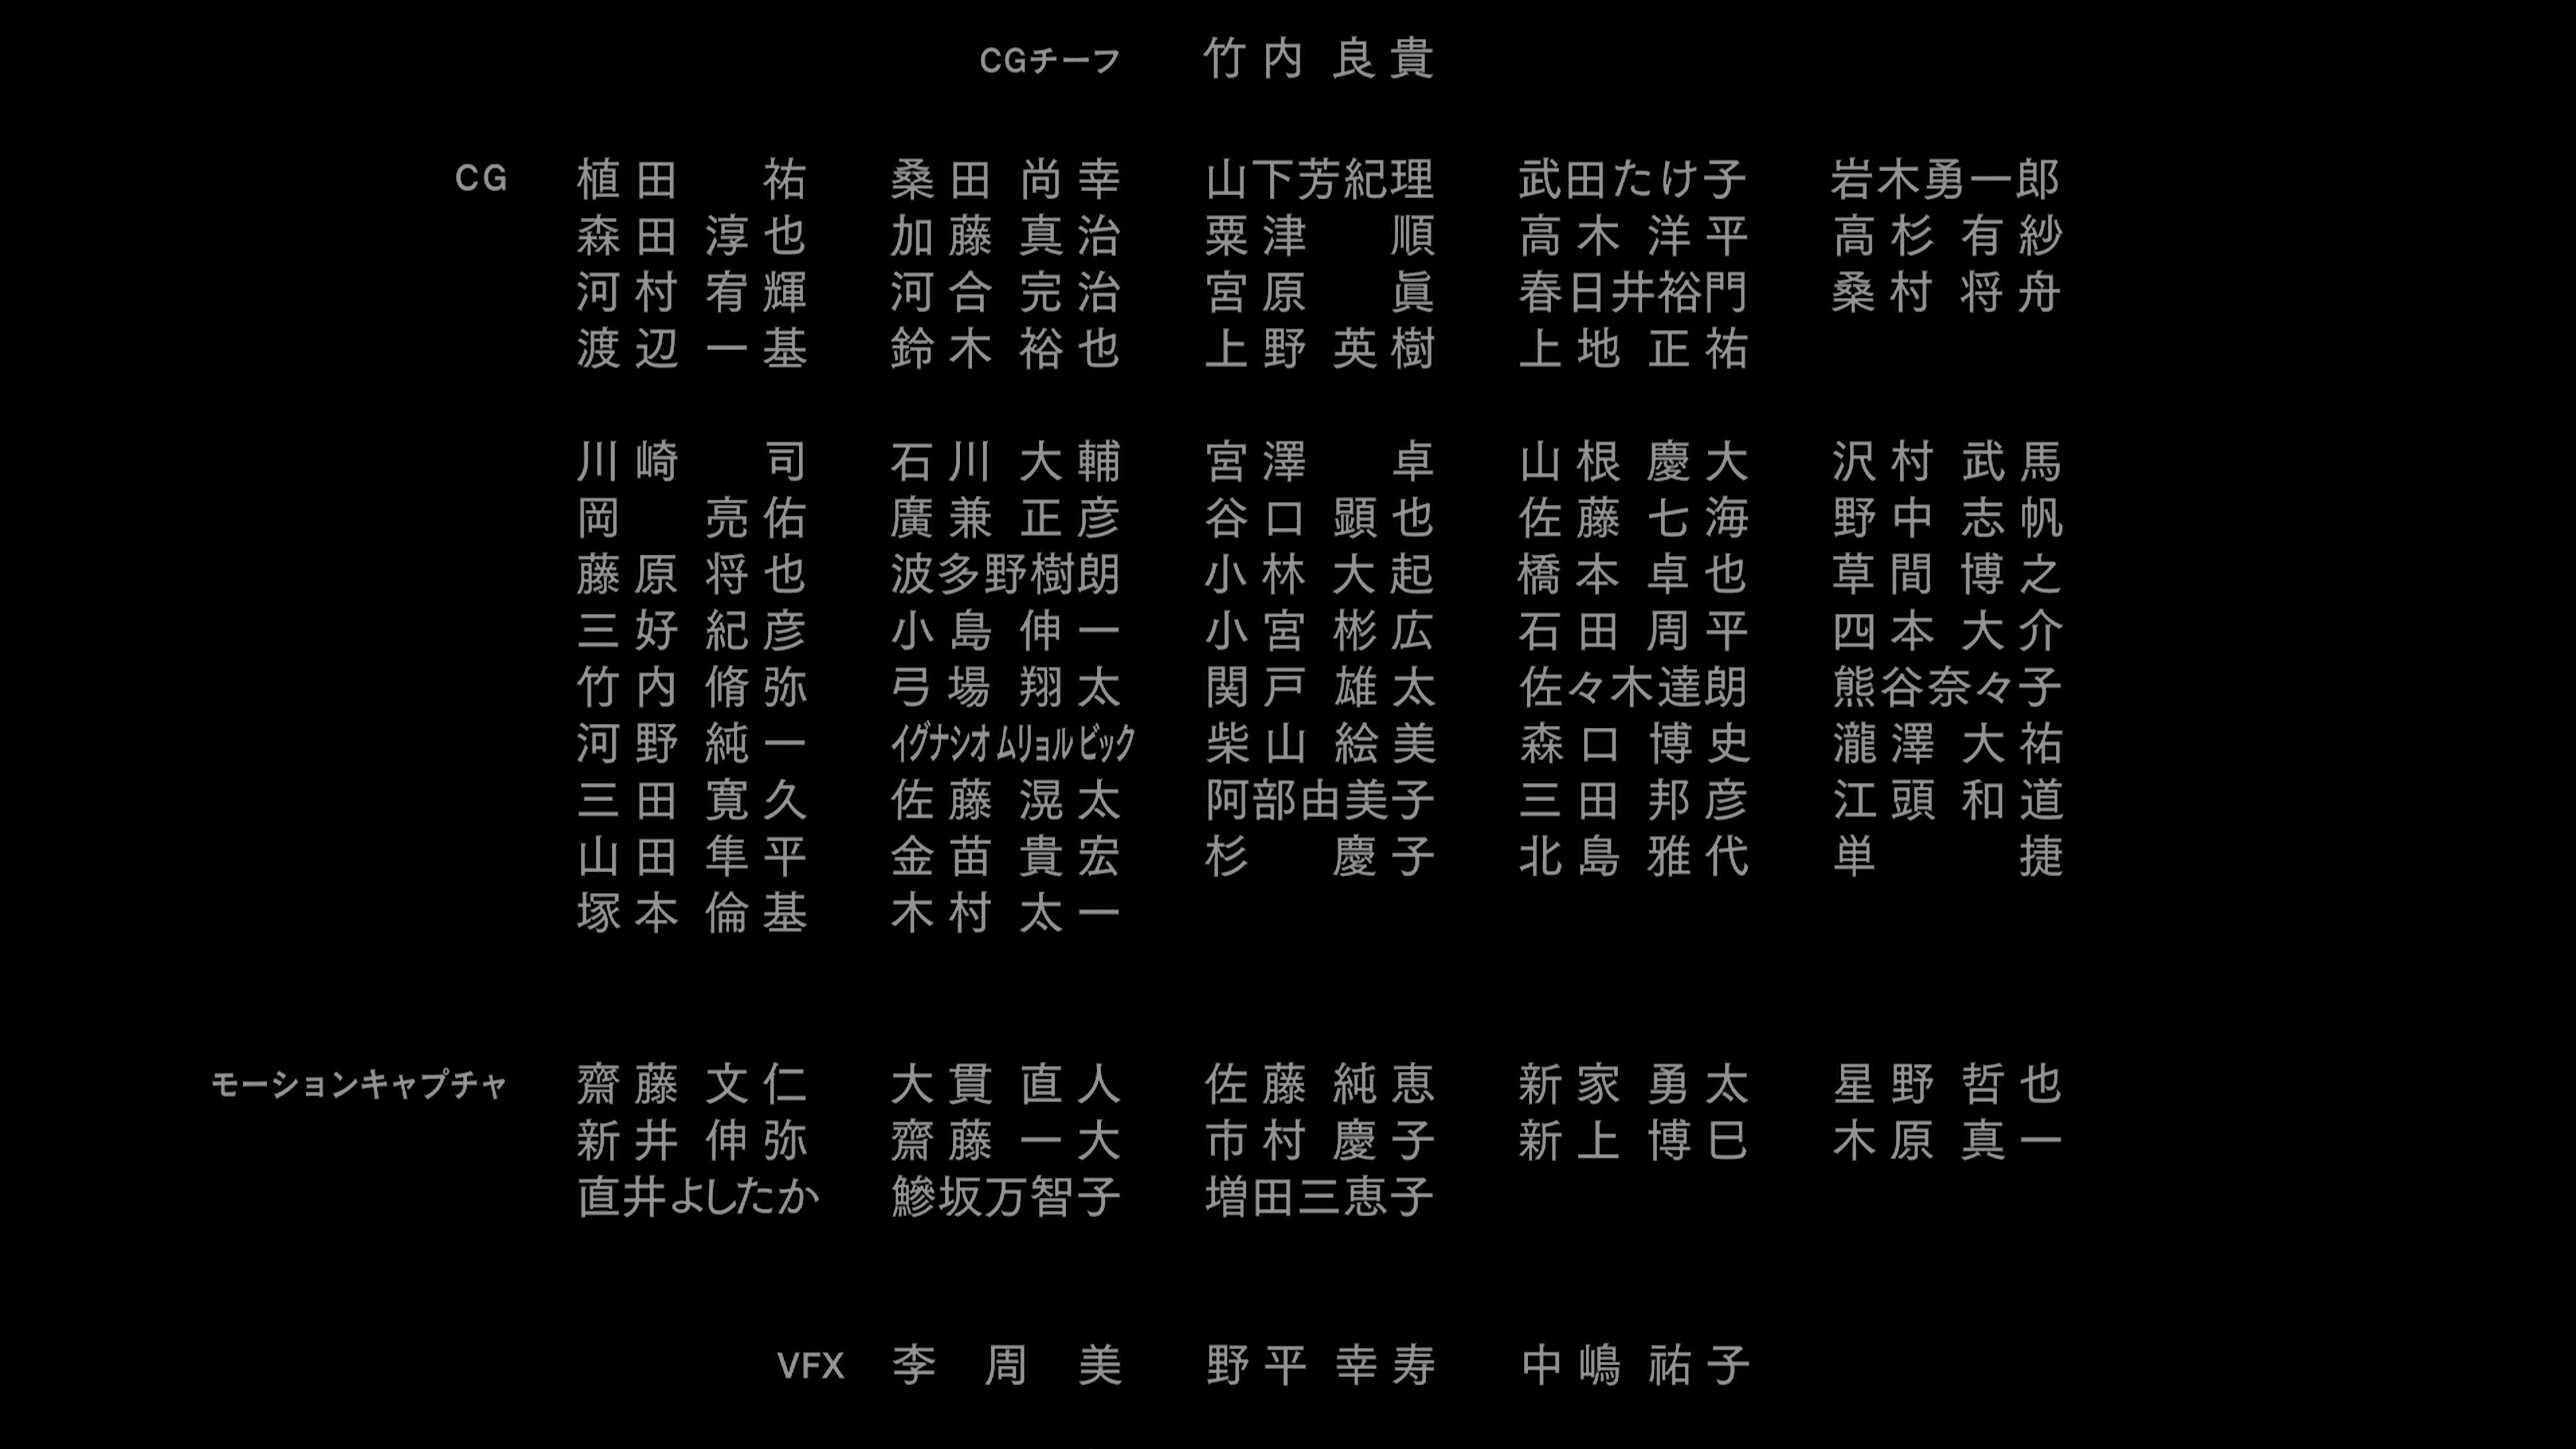 CGチーフ 竹内 良貴
CG 植田 祐 桑田 尚幸 山下芳紀理 武田たけ子 岩木勇一郎
森田 淳也 加藤 真治 粟津 順 高木 洋平 高杉 有紗
河村 宥輝 河合 完治 宮原 眞 春日井裕門 桑村 将舟
渡辺 一基 鈴木 裕也 上野 英樹 上地 正祐
川崎 司 石川 大輔 宮澤 卓 山根 慶大 沢村 武馬
岡 亮佑 廣兼 正彦 谷口 顕也 佐藤 七海 野中 志帆
藤原 将也 波多野樹朗 小林 大起 橋本 卓也 草間 博之
三好 紀彦 小島 伸一 小宮 彬広 石田 周平 四本 大介
竹内 脩弥 弓場 翔太 関戸 雄太 佐々木達朗 熊谷奈々子
河野 純一 イグナシオ ムリョル ビック 柴山 絵美 森口 博史 瀧澤 大祐
三田 寛久 佐藤 滉太 阿部由美子 三田 邦彦 江頭 和道
山田 隼平 金苗 貴宏 杉 慶子 北島 雅代 単 捷
塚本 倫基 木村 太一
モーションキャプチャ 齋藤 文仁 大貫 直人 佐藤 純恵 新家 勇太 星野 哲也
新井 伸弥 齋藤 一大 市村 慶子 新上 博巳 木原 真一
直井よしたか 鯵坂万智子 増田三恵子
VFX 李 周 美 野平 幸寿 中嶋 祐子